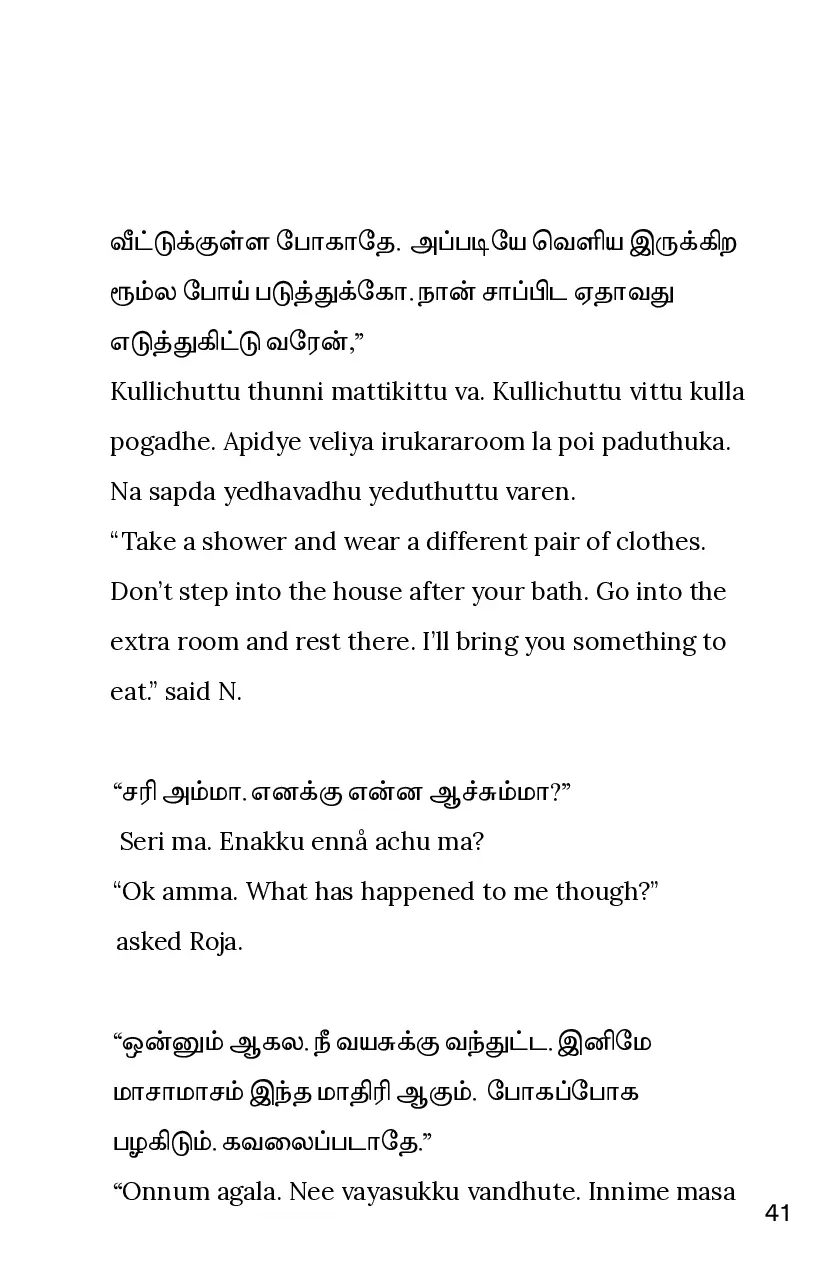 வீட்டுக்குள்ள போகாதே. அப்படியே வெளிய இருக்கிற
ரூம்ல போய் படுத்துக்கோ. நான் சாப்பிட ஏதாவது
எடுத்துகிட்டு வரேன்,”
Kullichuttu thunni mattikittu va. Kullichuttu vittu kulla
pogadhe. Apidye veliya irukararoom la poi paduthuka.
Na sapda yedhavadhu yeduthuttu varen.
“Take a shower and wear a different pair of clothes.
Don’t step into the house after your bath. Go into the
extra room and rest there. I’ll bring you something to
eat.” said N.
“சரி அம்மா. எனக்கு என்ன ஆச்சும்மா?”
Seri ma. Enakku ennå achu ma?
“Ok amma. What has happened to me though?”
asked Roja.
“ஒன்னும் ஆகல. நீ வயசுக்கு வந்துட்ட. இனிமே
மாசாமாசம் இந்த மாதிரி ஆகும். போகப்போக
பழகிடும். கவலைப்படாதே.”
“Onnum agala. Nee vayasukku vandhute. Innime masa
41